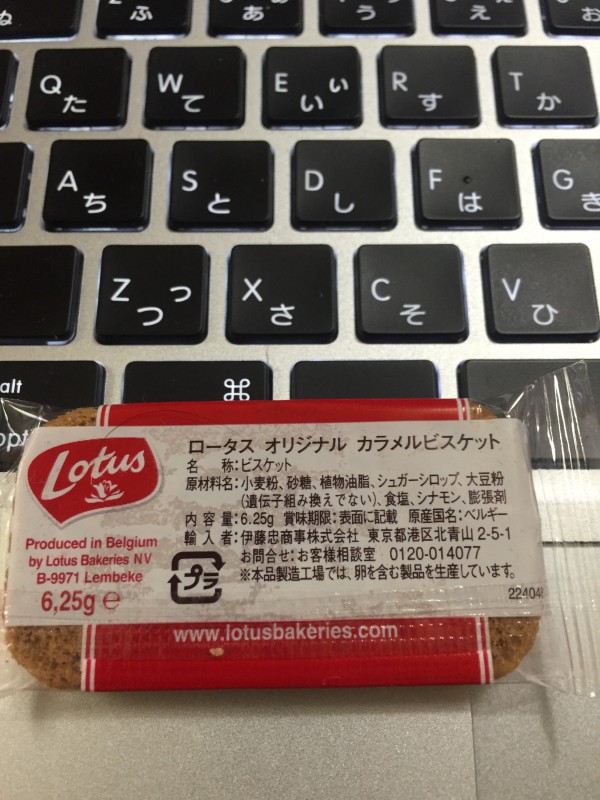 ぬ
2 ふ
あ
う
え
お
Q た
W て
E い ぃ
R す
T か
A ち
S と
D し
F は
G き
Z つ っ
X さ
C そ
V ひ
alt
⌘
opt
Lotus
Produced in Belgium
by Lotus Bakeries NV
B-9971 Lembeke
6,25g ℮
ロータス オリジナル カラメルビスケット
名 称:ビスケット
原材料名:小麦粉、砂糖、植物油脂、シュガーシロップ、大豆粉
(遺伝子組み換えでない)、食塩、シナモン、膨張剤
内 容 量:6.25g 賞味期限:表面に記載 原産国名:ベルギー
輸 入 者:伊藤忠商事株式会社 東京都港区北青山 2-5-1
お問合せ:お客様相談室 0120-014077
※本品製造工場では、卵を含む製品を生産しています。
プラ
www.lotusbakeries.com